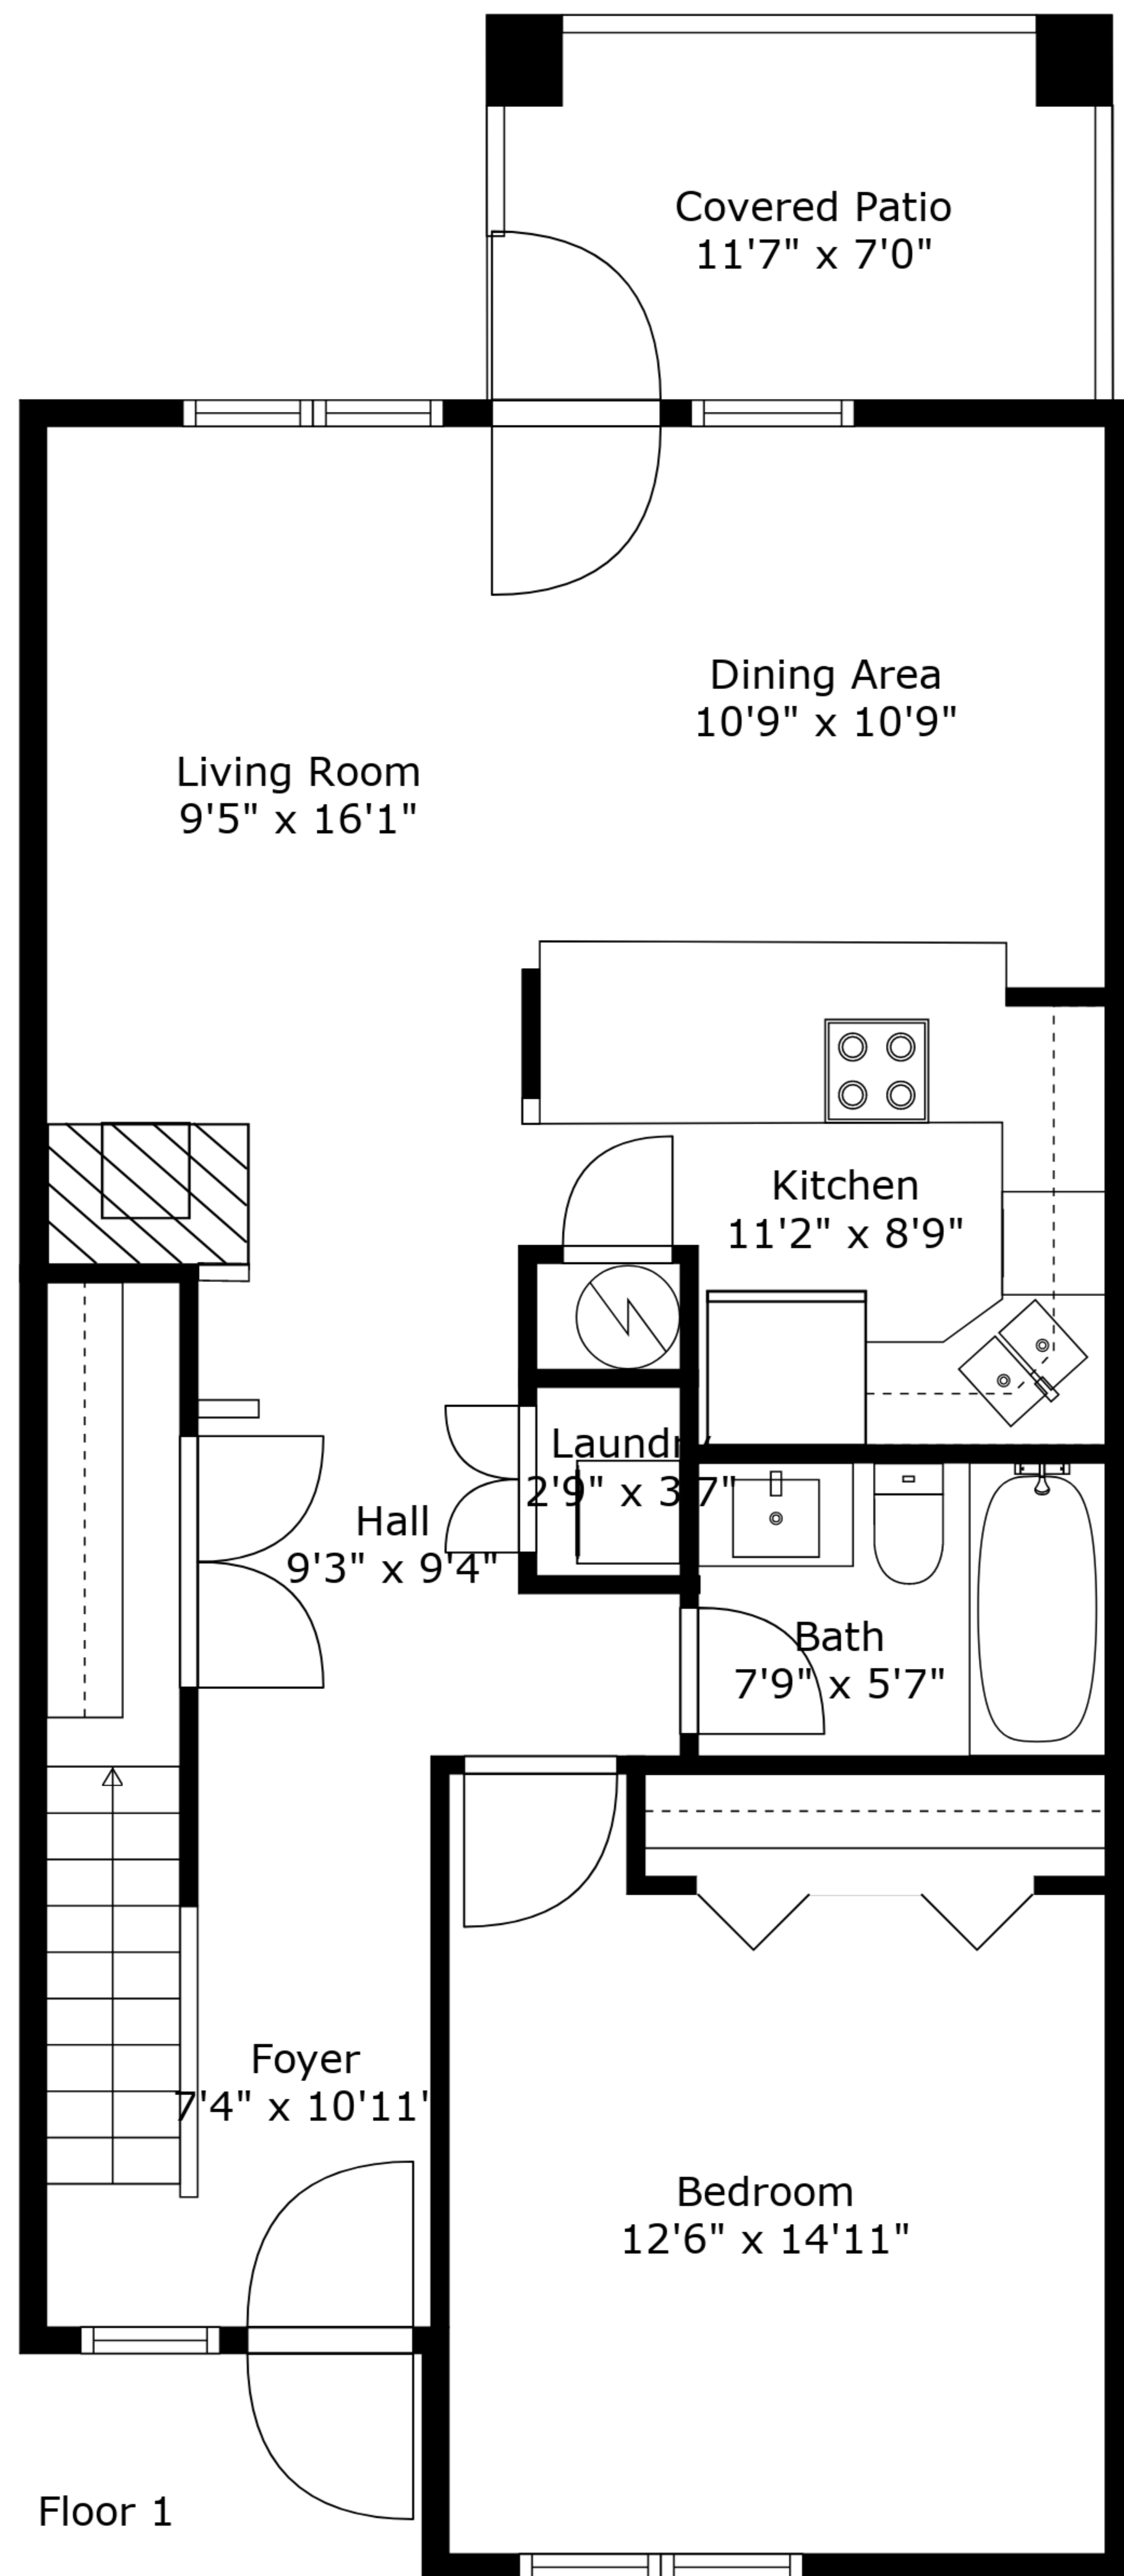 Covered Patio
11'7" x 7'0"
Dining Area
10'9" x 10'9"
Living Room
9'5" x 16'1"
Kitchen
11'2" x 8'9"
Laundry
2'9" x 3'7"
Hall
9'3" x 9'4"
Bath
7'9" x 5'7"
Foyer
7'4" x 10'11"
Bedroom
12'6" x 14'11"
Floor 1